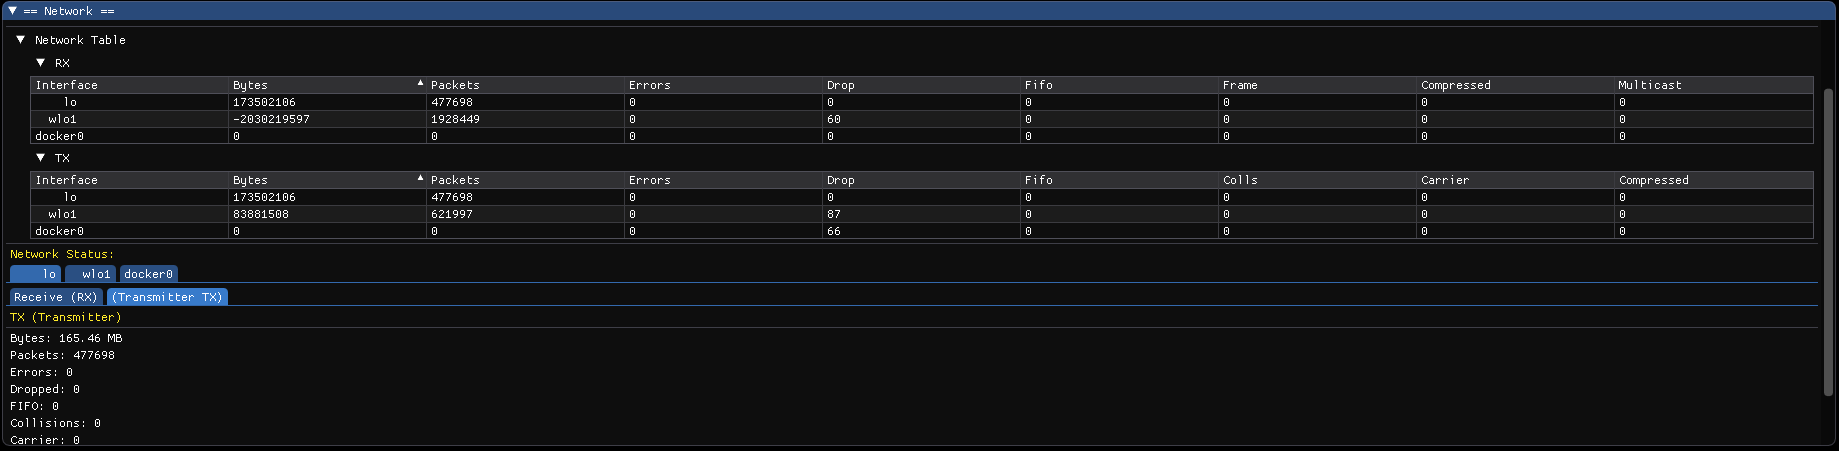 == Network ==
Network Table
RX
Interface Bytes Packets Errors Drop Fifo Frame Compressed Multicast
lo 173502106 477698 0 0 0 0 0 0
wlo1 -2030219597 1928449 0 60 0 0 0 0
docker0 0 0 0 0 0 0 0 0
TX
Interface Bytes Packets Errors Drop Fifo Colls Carrier Compressed
lo 173502106 477698 0 0 0 0 0 0
wlo1 83881508 621997 0 87 0 0 0 0
docker0 0 0 0 66 0 0 0 0
Network Status:
lo wlo1 docker0
Receive (RX) (Transmitter TX)
TX (Transmitter)
Bytes: 165.46 MB
Packets: 477698
Errors: 0
Dropped: 0
FIFO: 0
Collisions: 0
Carrier: 0